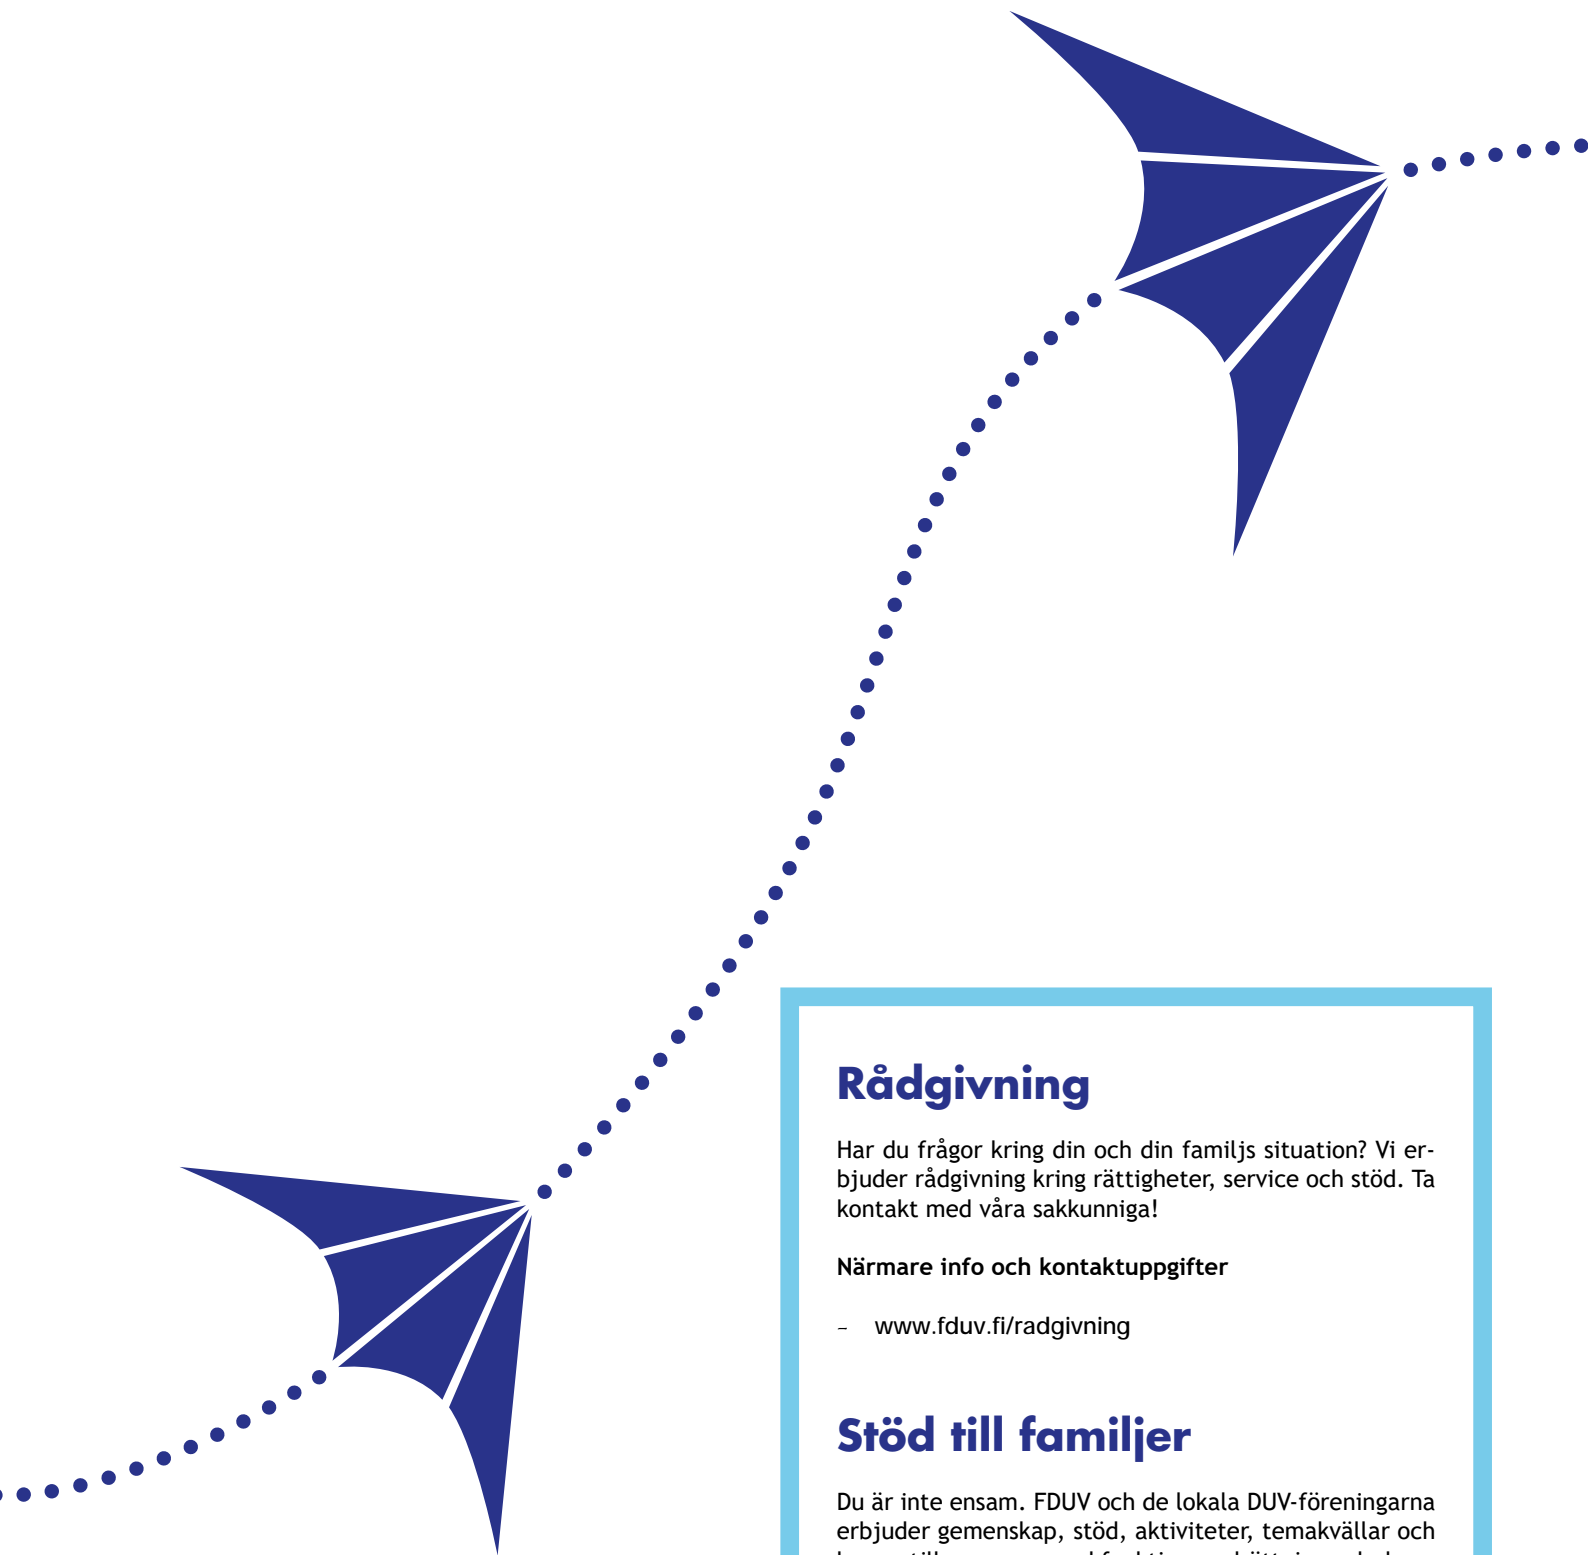 Rådgivning
Har du frågor kring din och din familjs situation? Vi er-
bjuder rådgivning kring rättigheter, service och stöd. Ta
kontakt med våra sakkunniga!
Närmare info och kontaktuppgifter
– www.fduv.fi/radgivning
Stöd till familjer
Du är inte ensam. FDUV och de lokala DUV-föreningarna
erbjuder gemenskap, stöd, aktiviteter, temakvällar och